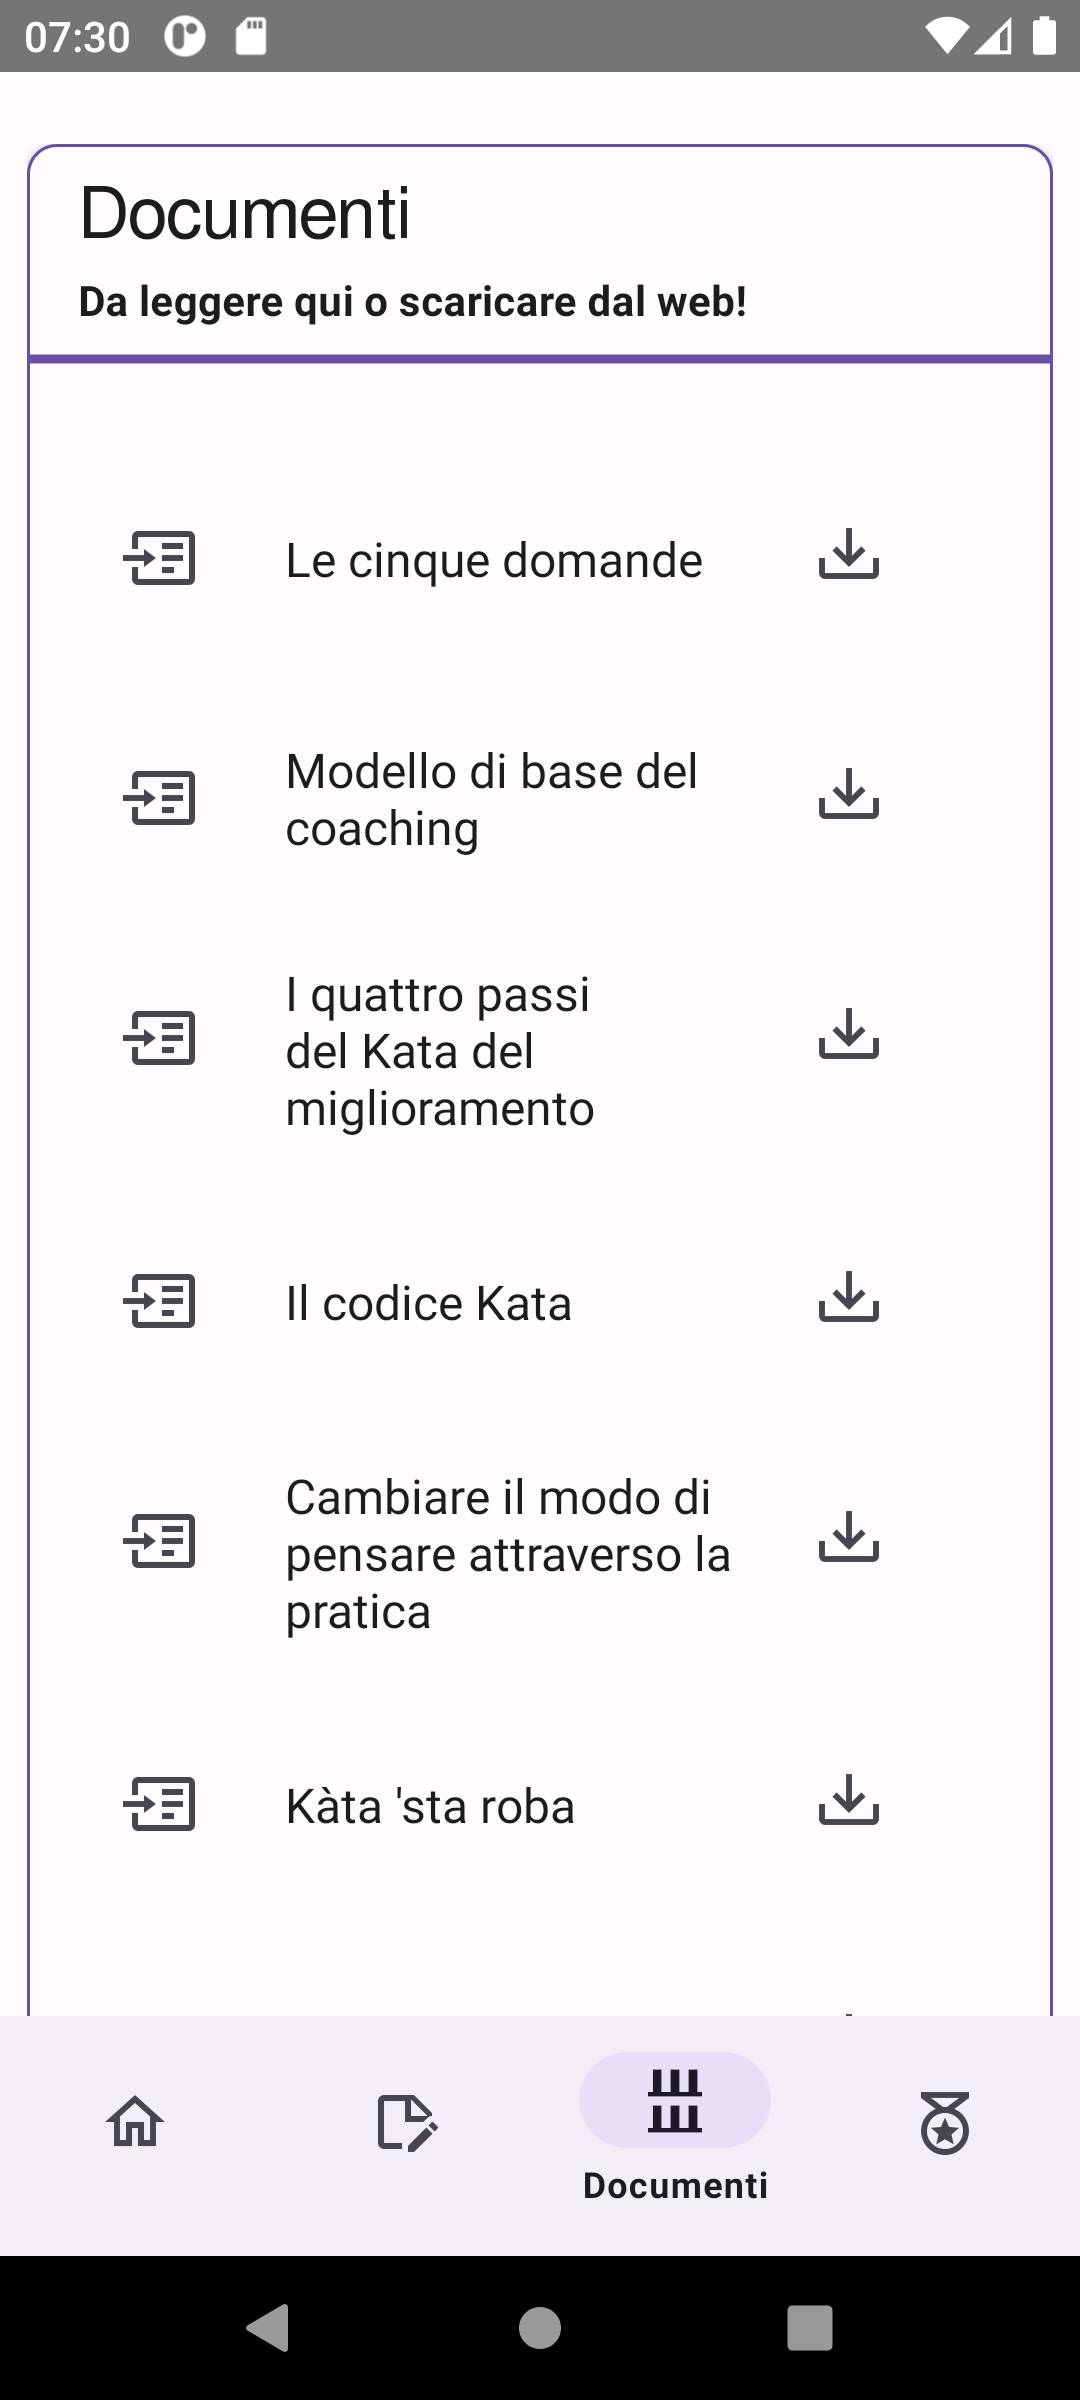 07:30
Documenti
Da leggere qui o scaricare dal web!
Le cinque domande
Modello di base del
coaching
I quattro passi
del Kata del
miglioramento
Il codice Kata
Cambiare il modo di
pensare attraverso la
pratica
Kàta 'sta roba
Documenti